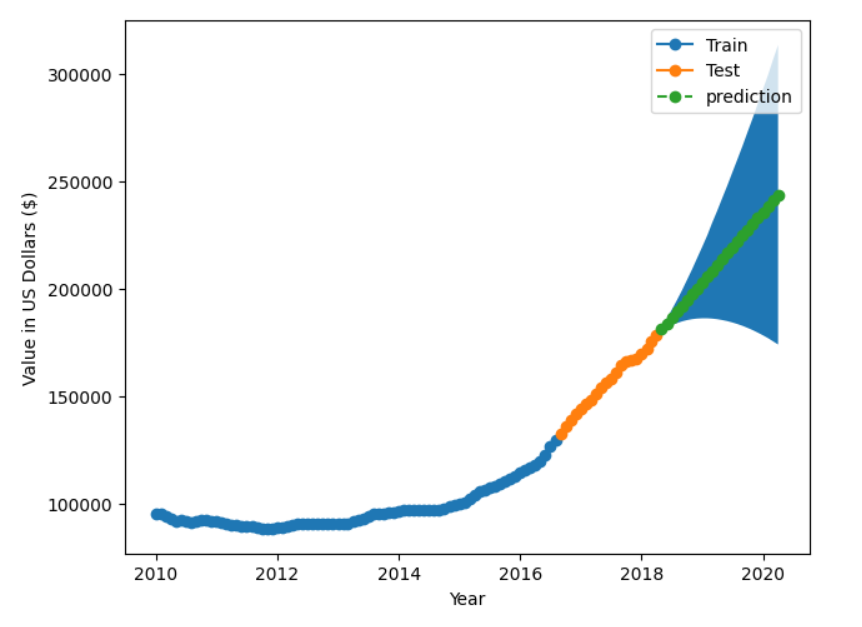 Train
Test
prediction
300000
250000
200000
150000
100000
Value in US Dollars ($)
2010 2012 2014 2016 2018 2020
Year